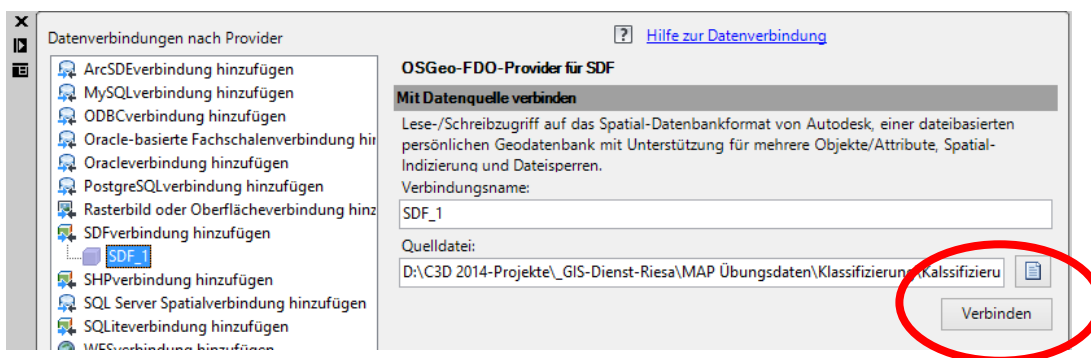 Datenverbindungen nach Provider
ArcSDEverbindung hinzufügen
MySQLverbindung hinzufügen
ODBCverbindung hinzufügen
Oracle-basierte Fachschalenverbindung hin
Oracleverbindung hinzufügen
PostgreSQLverbindung hinzufügen
Rasterbild oder Oberflächeverbindung hinz
SDFverbindung hinzufügen
SDF_1
SHPverbindung hinzufügen
SQL Server Spatialverbindung hinzufügen
SQLiteverbindung hinzufügen
WFSverbindung hinzufügen
? Hilfe zur Datenverbindung
OSGeo-FDO-Provider für SDF
Mit Datenquelle verbinden
Lese-/Schreibzugriff auf das Spatial-Datenbankformat von Autodesk, einer dateibasierten
persönlichen Geodatenbank mit Unterstützung für mehrere Objekte/Attribute, Spatial-
Indizierung und Dateisperren.
Verbindungsname:
SDF_1
Quelldatei:
D:\C3D 2014-Projekte\_GIS-Dienst-Riesa\MAP Übungsdaten\Klassifizierung\Kalssifizieru
Verbinden